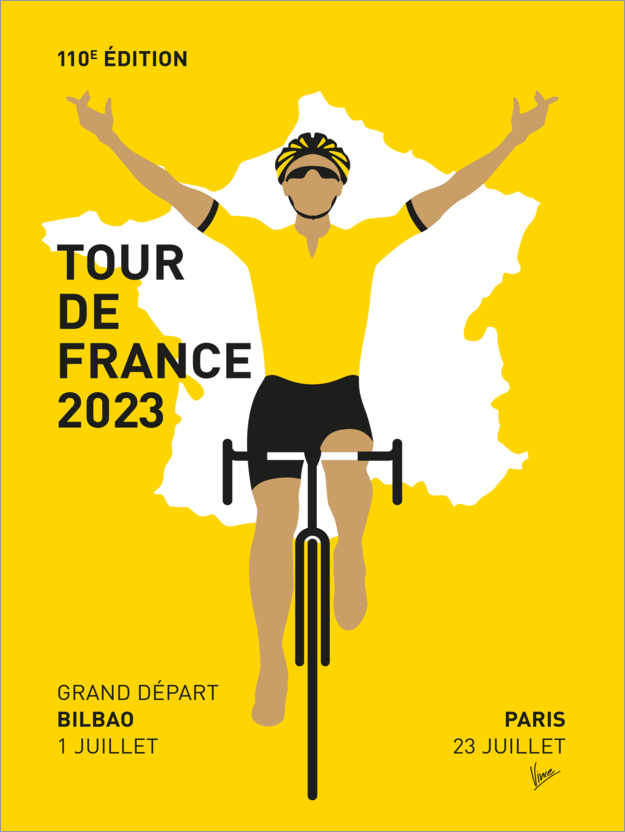 110E ÉDITION
TOUR
DE
FRANCE
2023
GRAND DÉPART
BILBAO
1 JUILLET
PARIS
23 JUILLET